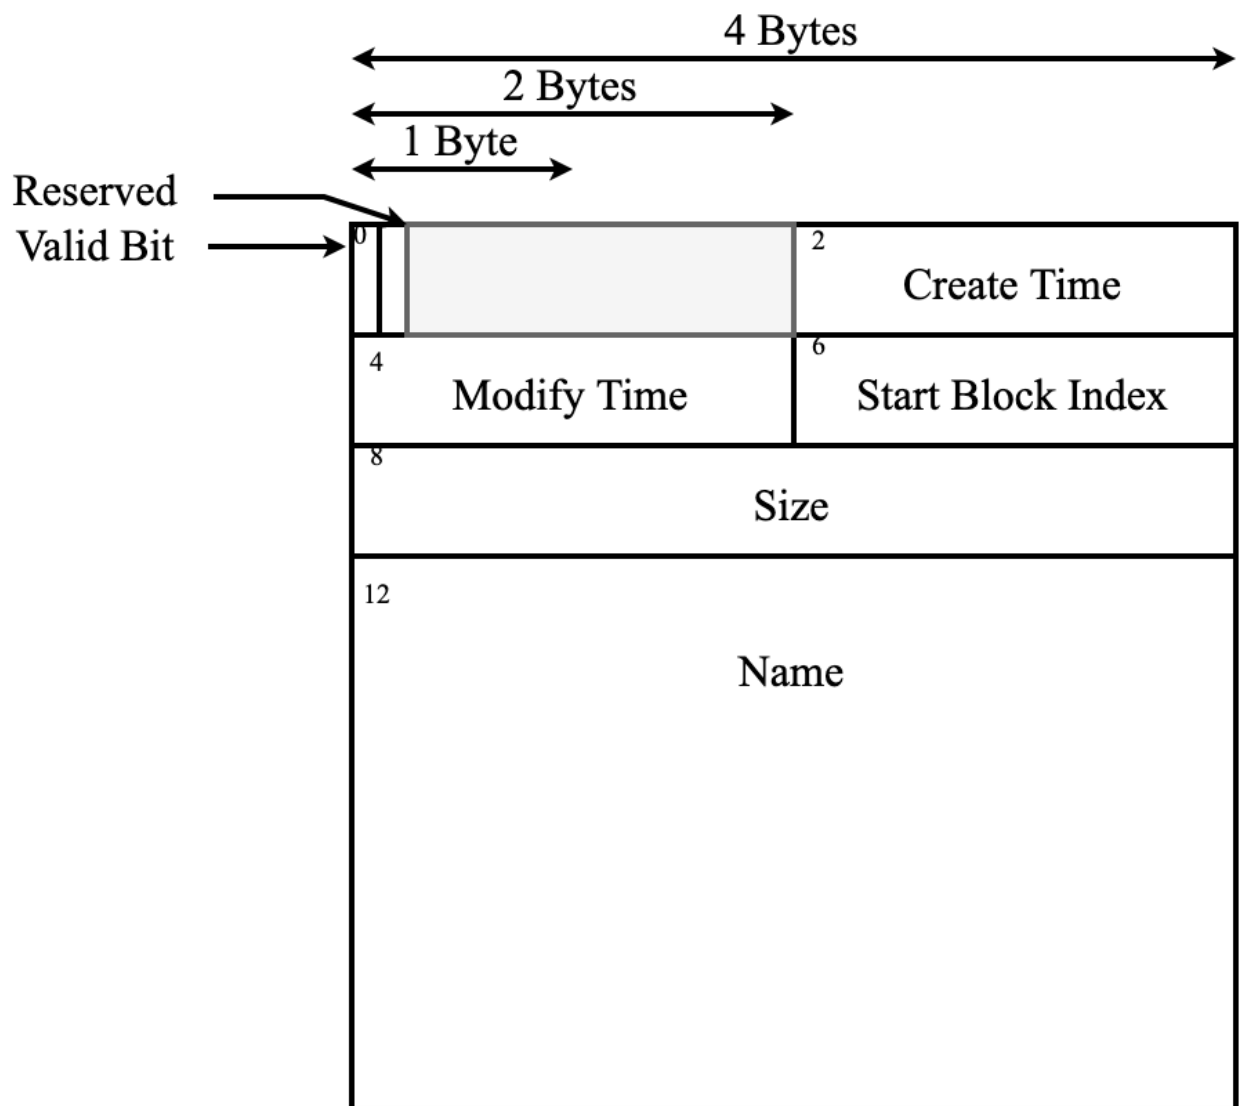 4 Bytes
2 Bytes
1 Byte
Reserved
Valid Bit
0
2
Create Time
4
Modify Time
6
Start Block Index
8
Size
12
Name